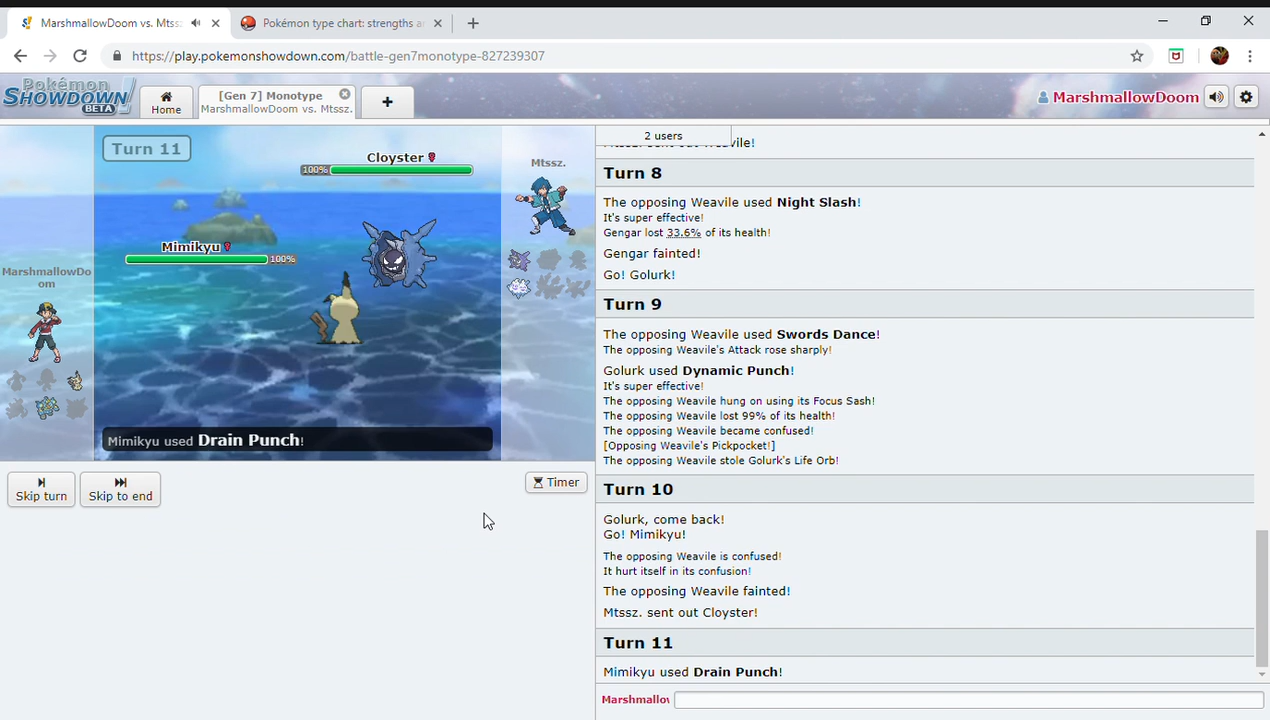 MarshmallowDoom vs. Mtssz
Pokémon type chart: strengths a
https://play.pokemonshowdown.com/battle-gen7monotype-827239307
Pokémon
SHOWDOWN
BETA
Home
[Gen 7] Monotype
MarshmallowDoom vs. Mtssz.
MarshmallowDoom
Turn 11
Cloyster
100%
Mtssz.
Mimikyu
100%
MarshmallowDo
om
Mimikyu used Drain Punch!
Skip turn
Skip to end
Timer
2 users
Turn 8
The opposing Weavile used Night Slash!
It's super effective!
Gengar lost 33.6% of its health!
Gengar fainted!
Go! Golurk!
Turn 9
The opposing Weavile used Swords Dance!
The opposing Weavile's Attack rose sharply!
Golurk used Dynamic Punch!
It's super effective!
The opposing Weavile hung on using its Focus Sash!
The opposing Weavile lost 99% of its health!
The opposing Weavile became confused!
[Opposing Weavile's Pickpocket!]
The opposing Weavile stole Golurk's Life Orb!
Turn 10
Golurk, come back!
Go! Mimikyu!
The opposing Weavile is confused!
It hurt itself in its confusion!
The opposing Weavile fainted!
Mtssz. sent out Cloyster!
Turn 11
Mimikyu used Drain Punch!
Marshmallov